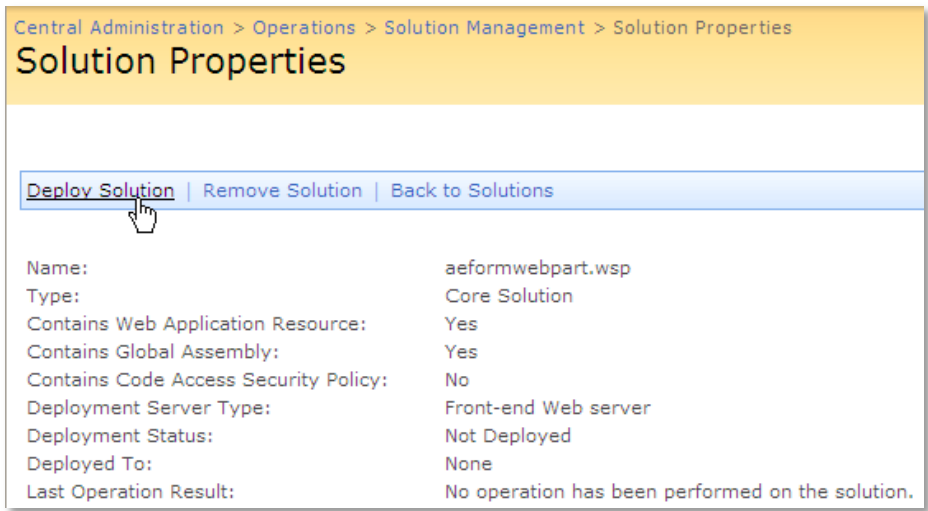 Central Administration > Operations > Solution Management > Solution Properties
Solution Properties
Deploy Solution | Remove Solution | Back to Solutions
Name: aeformwebpart.wsp
Type: Core Solution
Contains Web Application Resource: Yes
Contains Global Assembly: Yes
Contains Code Access Security Policy: No
Deployment Server Type: Front-end Web server
Deployment Status: Not Deployed
Deployed To: None
Last Operation Result: No operation has been performed on the solution.